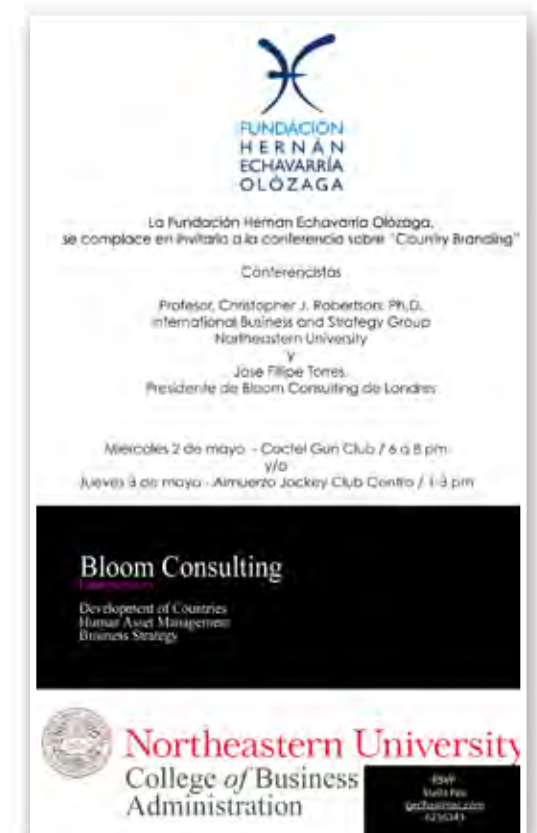 FUNDACIÓN
HERNÁN
ECHAVARRÍA
OLÓZAGA
La Fundación Hernan Echavarria Olózaga,
se complace en invitarlo a la conferencia sobre "Country Branding"
Conferencistas
Profesor, Christopher J. Robertson, Ph.D.
International Business and Strategy Group
Northeastern University
y
Jose Filipe Torres,
Presidente de Bloom Consulting de Londres
Miercoles 2 de mayo - Coctel Gun Club / 6 a 8 pm
y/o
Jueves 3 de mayo - Almuerzo Jockey Club Centro / 1-3 pm
Bloom Consulting
Development of Countries
Human Asset Management
Business Strategy
Northeastern University
College of Business
Administration
RSVP